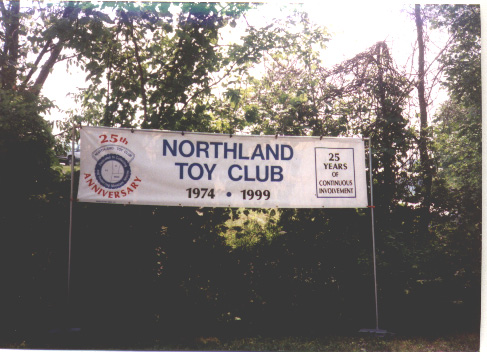 25th
ANNIVERSARY
NORTHLAND
TOY CLUB
1974 • 1999
25
YEARS
OF
CONTINUOUS
INVOLVEMENT